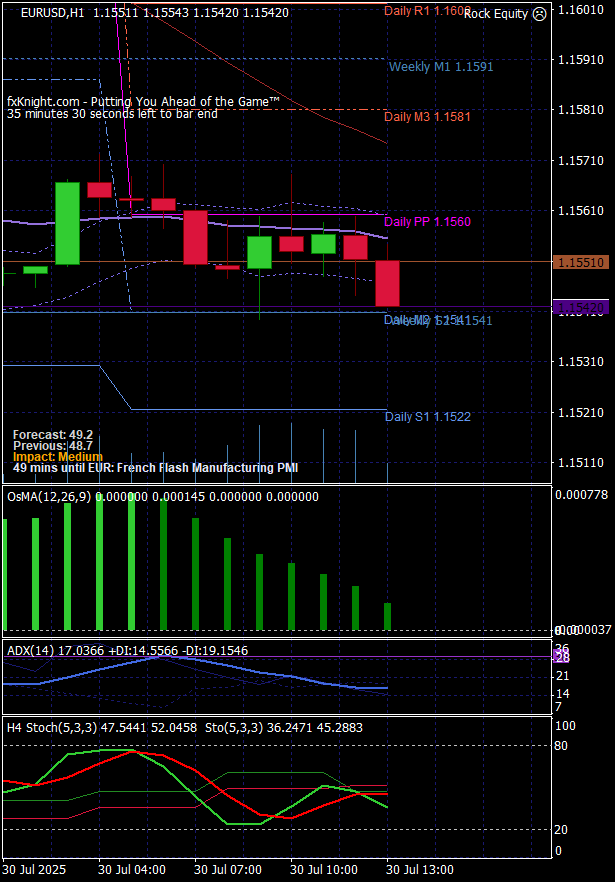 EURUSD,H1 1.15511 1.15543 1.15420 1.15420
Daily R1 1.1608
Rock Equity
1.1601
Weekly M1 1.1591
1.15910
fxKnight.com - Putting You Ahead of the Game™
35 minutes 30 seconds left to bar end
Daily M3 1.1581
1.15810
1.15710
1.15610
Daily PP 1.1560
1.15510
1.15420
Daily M2 1.1541
Weekly S2 1.1541
1.15310
Daily S1 1.1522
1.15210
Forecast: 49.2
Previous: 48.7
Impact: Medium
49 mins until EUR: French Flash Manufacturing PMI
1.15110
OsMA(12,26,9) 0.000000 0.000145 0.000000 0.000000
0.000778
0.00
ADX(14) 17.0366 +DI:14.5566 -DI:19.1546
28
21
14
7
H4 Stoch(5,3,3) 47.5441 52.0458 Sto(5,3,3) 36.2471 45.2883
100
80
20
0
30 Jul 2025
30 Jul 04:00
30 Jul 07:00
30 Jul 10:00
30 Jul 13:00